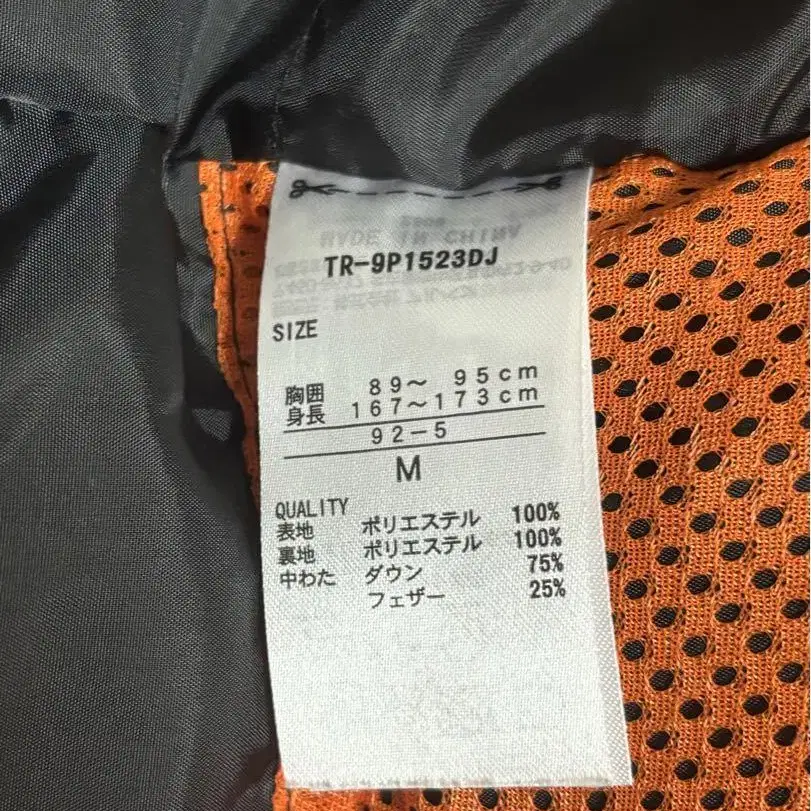 TR-9P1523DJ
SIZE
胸囲 89～ 95cm
身長 167～173cm
92－5
M
QUALITY
表地 ポリエステル 100%
裏地 ポリエステル 100%
中わた ダウン 75%
フェザー 25%